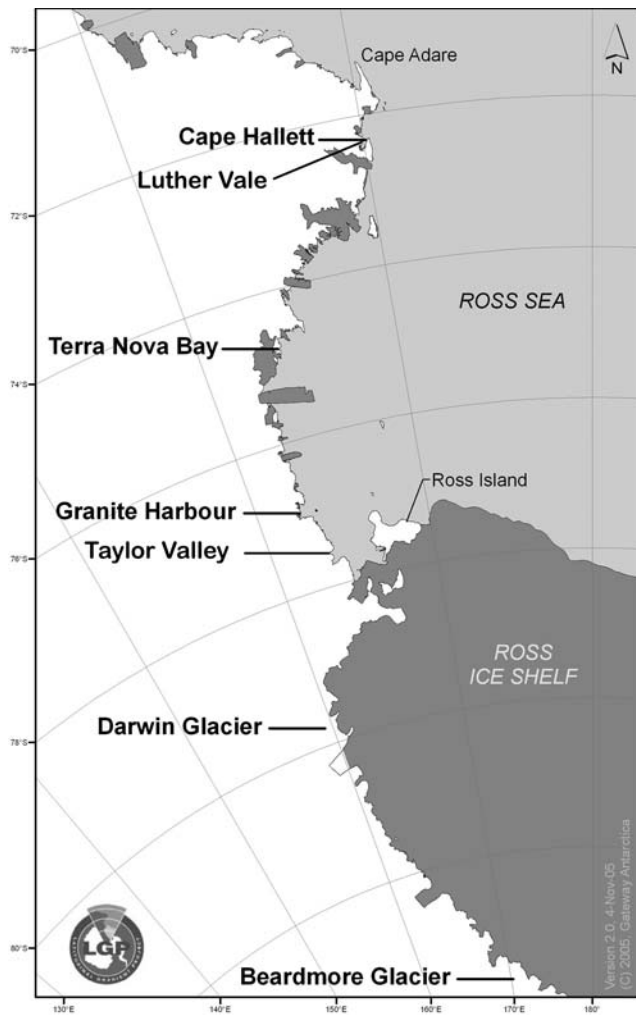 70°S
Cape Adare
N
Cape Hallett
Luther Vale
72°S
ROSS SEA
Terra Nova Bay
74°S
Ross Island
Granite Harbour
Taylor Valley
76°S
ROSS
ICE SHELF
Darwin Glacier
78°S
Version 2.0, 4-Nov-05
(C) 2005, Gateway Antarctica
LGP
80°S
Beardmore Glacier
130°E
140°E
150°E
160°E
170°E
180°